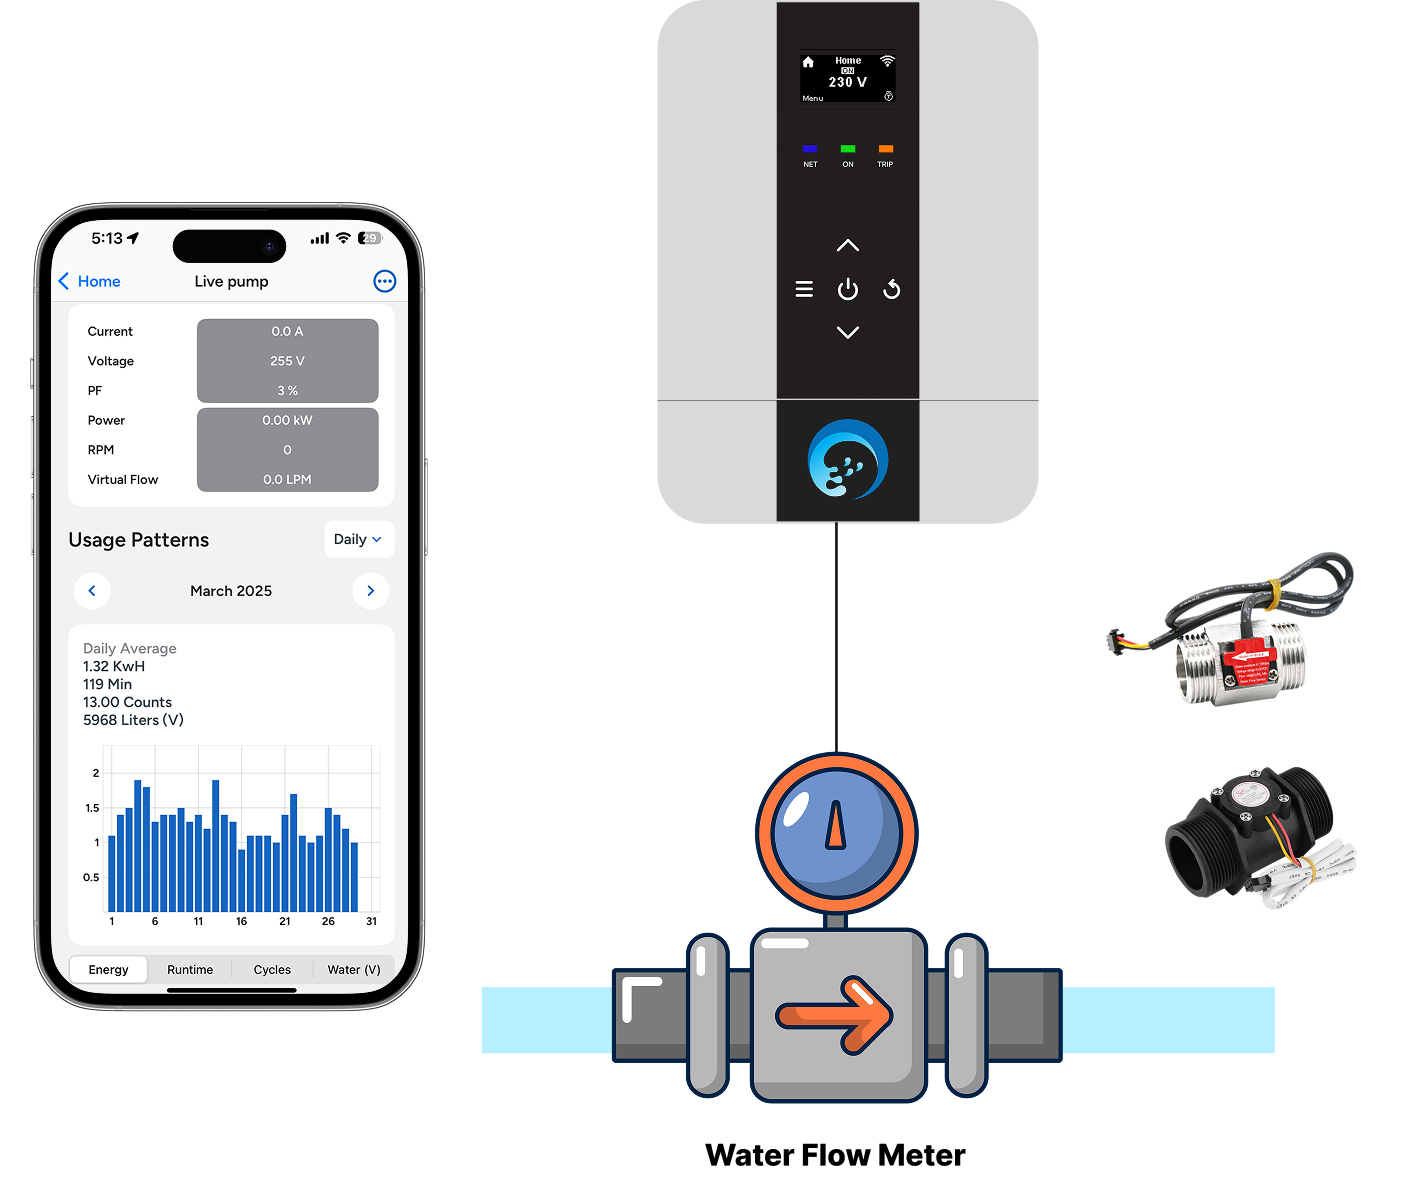 Home
ON
230 V
Menu
NET ON TRIP
5:13
29
Home
Live pump
Current 0.0 A
Voltage 255 V
PF 3 %
Power 0.00 kW
RPM 0
Virtual Flow 0.0 LPM
Usage Patterns
Daily
March 2025
Daily Average
1.32 KwH
119 Min
13.00 Counts
5968 Liters (V)
2
1.5
1
0.5
1 6 11 16 21 26 31
Energy Runtime Cycles Water (V)
Water Flow Meter